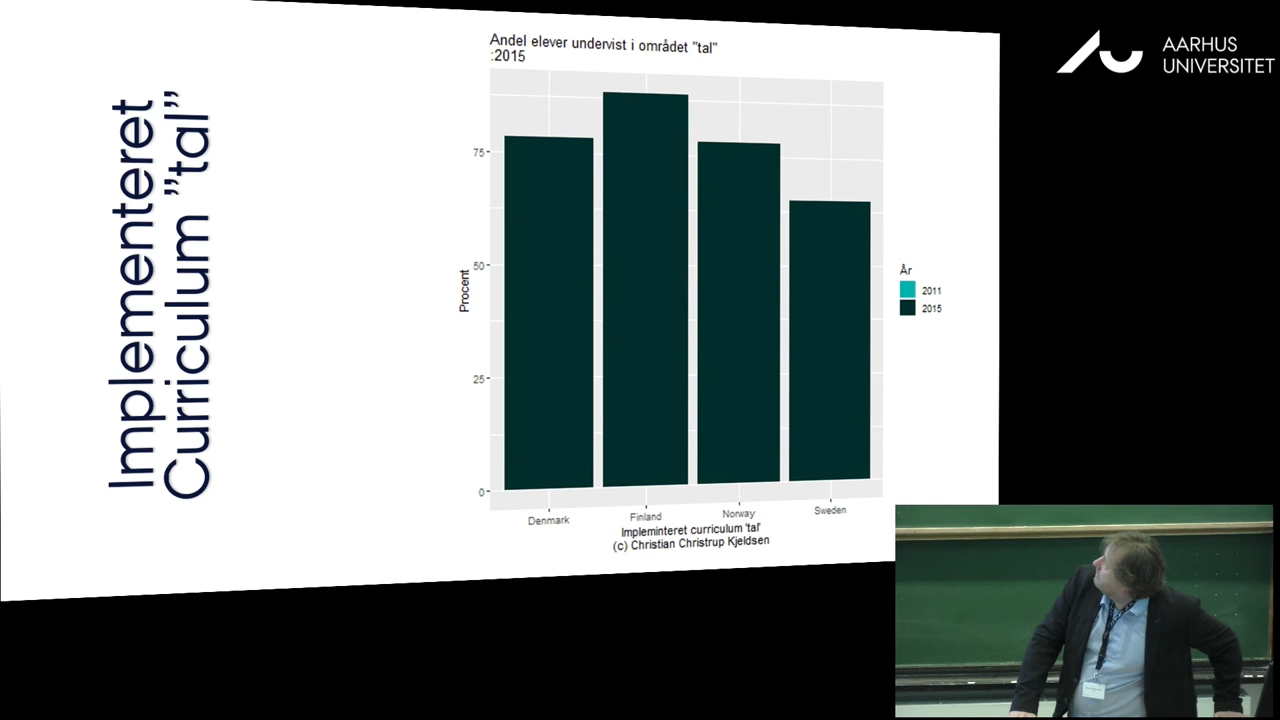 Implementeret
Curriculum ”tal”
Andel elever undervist i området "tal"
:2015
Procent
75
50
25
0
Denmark
Finland
Norway
Sweden
Impleminteret curriculum 'tal'
(c) Christian Christrup Kjeldsen
År
2011
2015
AARHUS
UNIVERSITET